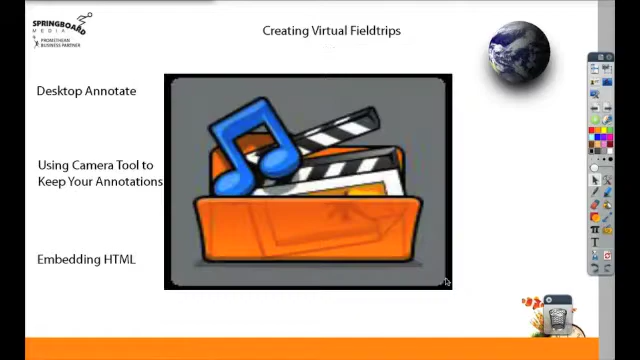 Creating Virtual Fieldtrips
SPRINGBOARD
MEDIA
PROMETHEAN
BUSINESS PARTNER
Desktop Annotate
Using Camera Tool to
Keep Your Annotations
Embedding HTML
T